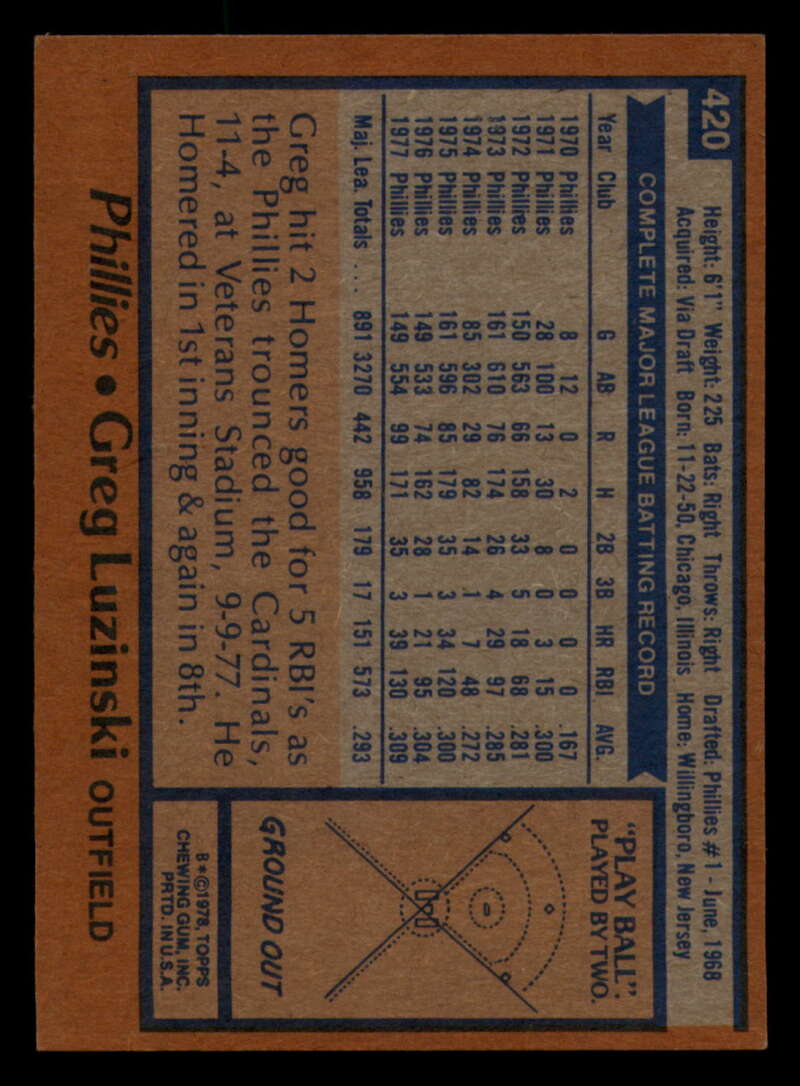 420
Height: 6'1" Weight: 225 Bats: Right Throws: Right Drafted: Phillies #1 - June, 1968
Acquired: Via Draft Born: 11-22-50, Chicago, Illinois Home: Willingboro, New Jersey
COMPLETE MAJOR LEAGUE BATTING RECORD
Year Club G AB R H 2B 3B HR RBI AVG.
1970 Phillies 8 12 0 2 0 0 0 0 .167
1971 Phillies 28 100 13 30 8 0 3 15 .300
1972 Phillies 150 563 66 158 33 5 18 68 .281
1973 Phillies 161 610 76 174 26 4 29 97 .285
1974 Phillies 85 302 29 82 14 1 7 48 .272
1975 Phillies 161 596 85 179 35 3 34 120 .300
1976 Phillies 149 533 74 162 28 1 21 95 .304
1977 Phillies 149 554 99 171 35 3 39 130 .309
Maj. Lea. Totals .... 891 3270 442 958 179 17 151 573 .293
Greg hit 2 Homers good for 5 RBI's as
the Phillies trounced the Cardinals,
11-4, at Veterans Stadium, 9-9-77. He
Homered in 1st inning & again in 8th.
"PLAY BALL":
PLAYED BY TWO.
GROUND OUT
B*©1978, TOPPS
CHEWING GUM, INC.
PRTD. IN U.S.A.
Phillies • Greg Luzinski OUTFIELD